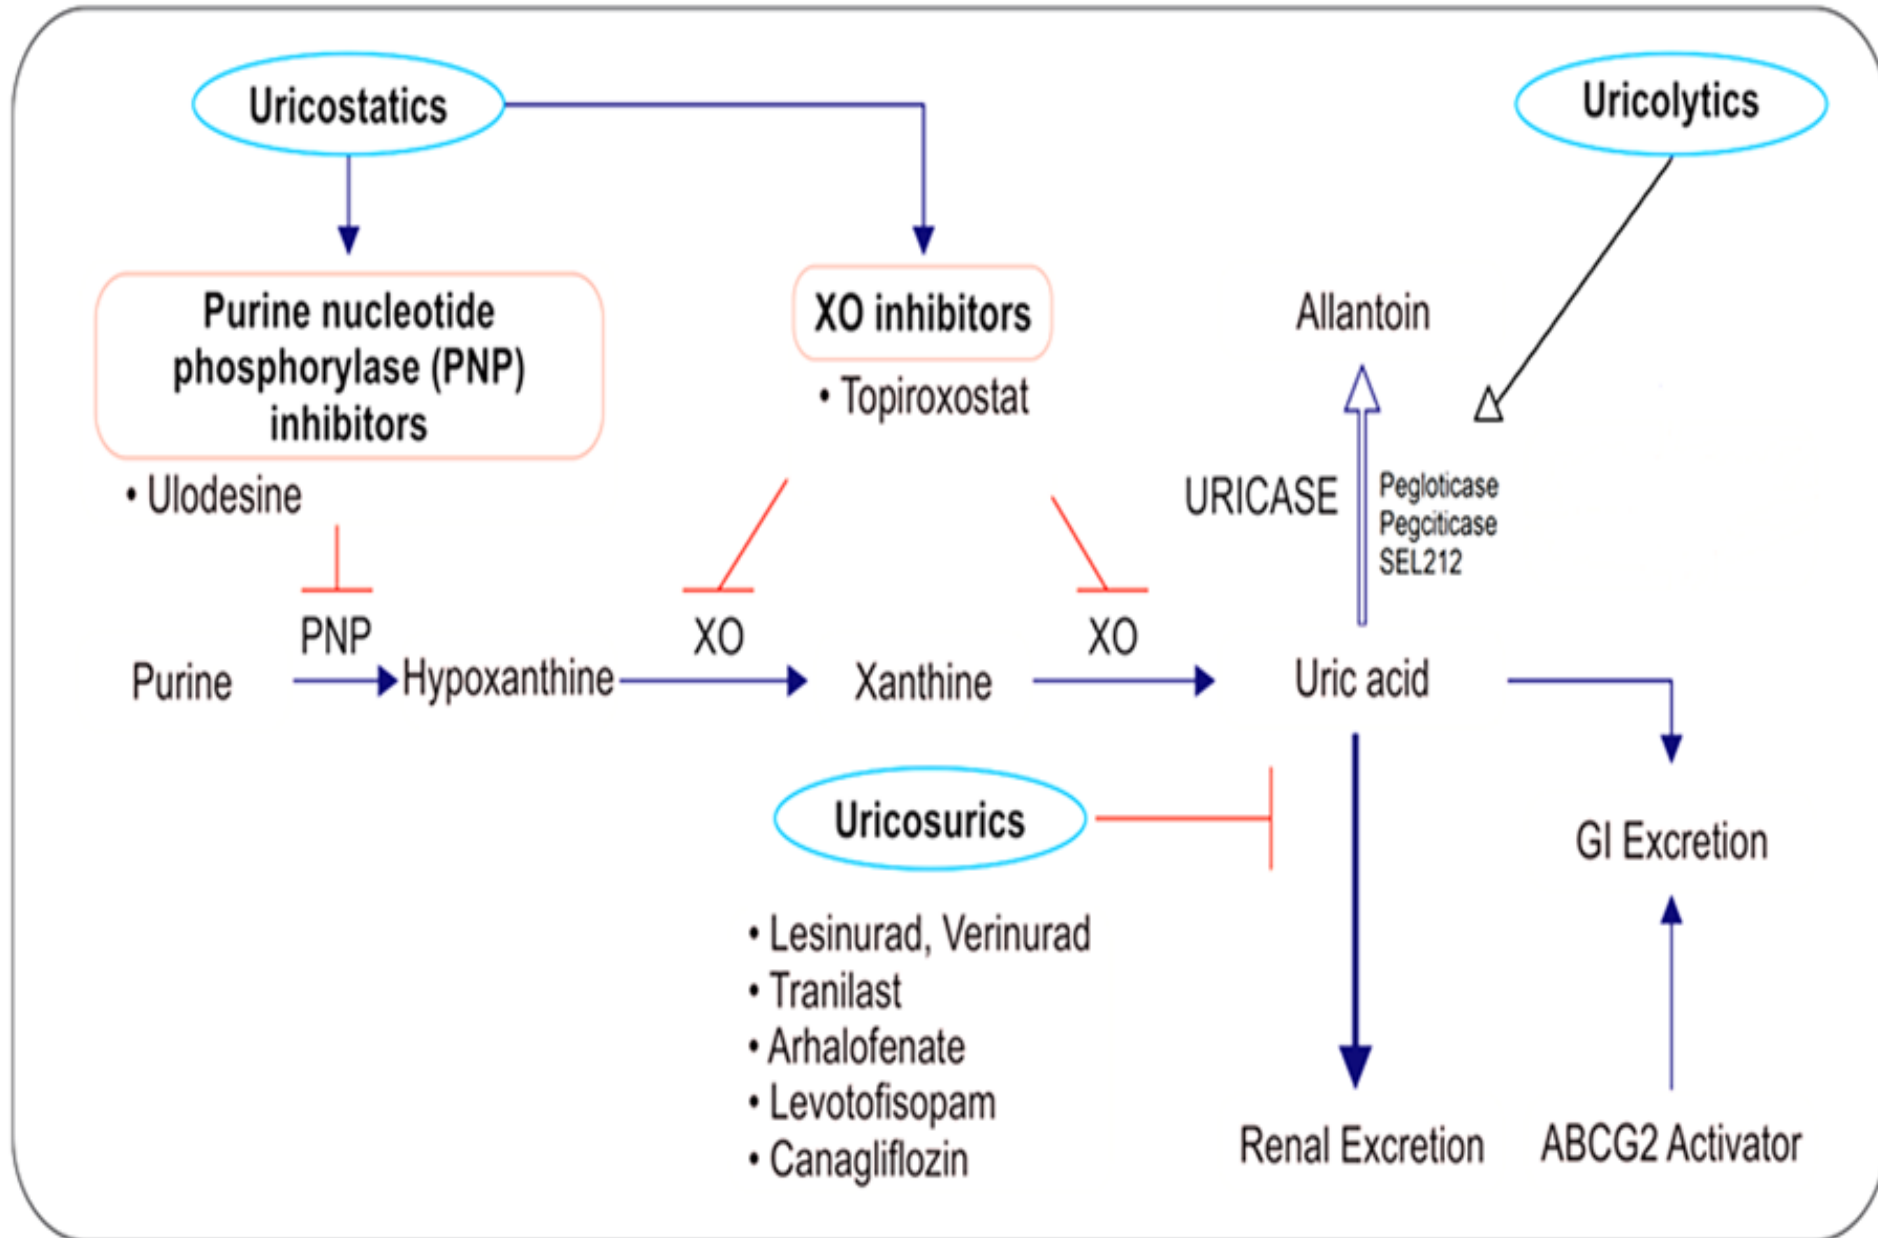 Uricostatics
Uricolytics
Purine nucleotide
phosphorylase (PNP)
inhibitors
• Ulodesine
XO inhibitors
• Topiroxostat
Allantoin
URICASE
Pegloticase
Pegciticase
SEL212
PNP
XO
XO
Purine
Hypoxanthine
Xanthine
Uric acid
Uricosurics
• Lesinurad, Verinurad
• Tranilast
• Arhalofenate
• Levotofisopam
• Canagliflozin
GI Excretion
Renal Excretion
ABCG2 Activator